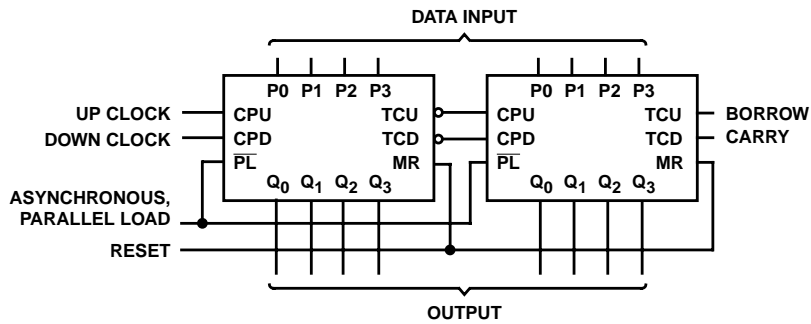 DATA INPUT
P0 P1 P2 P3 P0 P1 P2 P3
UP CLOCK CPU TCU CPU TCU BORROW
DOWN CLOCK CPD TCD CPD TCD CARRY
PL MR PL MR
Q0 Q1 Q2 Q3 Q0 Q1 Q2 Q3
ASYNCHRONOUS,
PARALLEL LOAD
RESET
OUTPUT